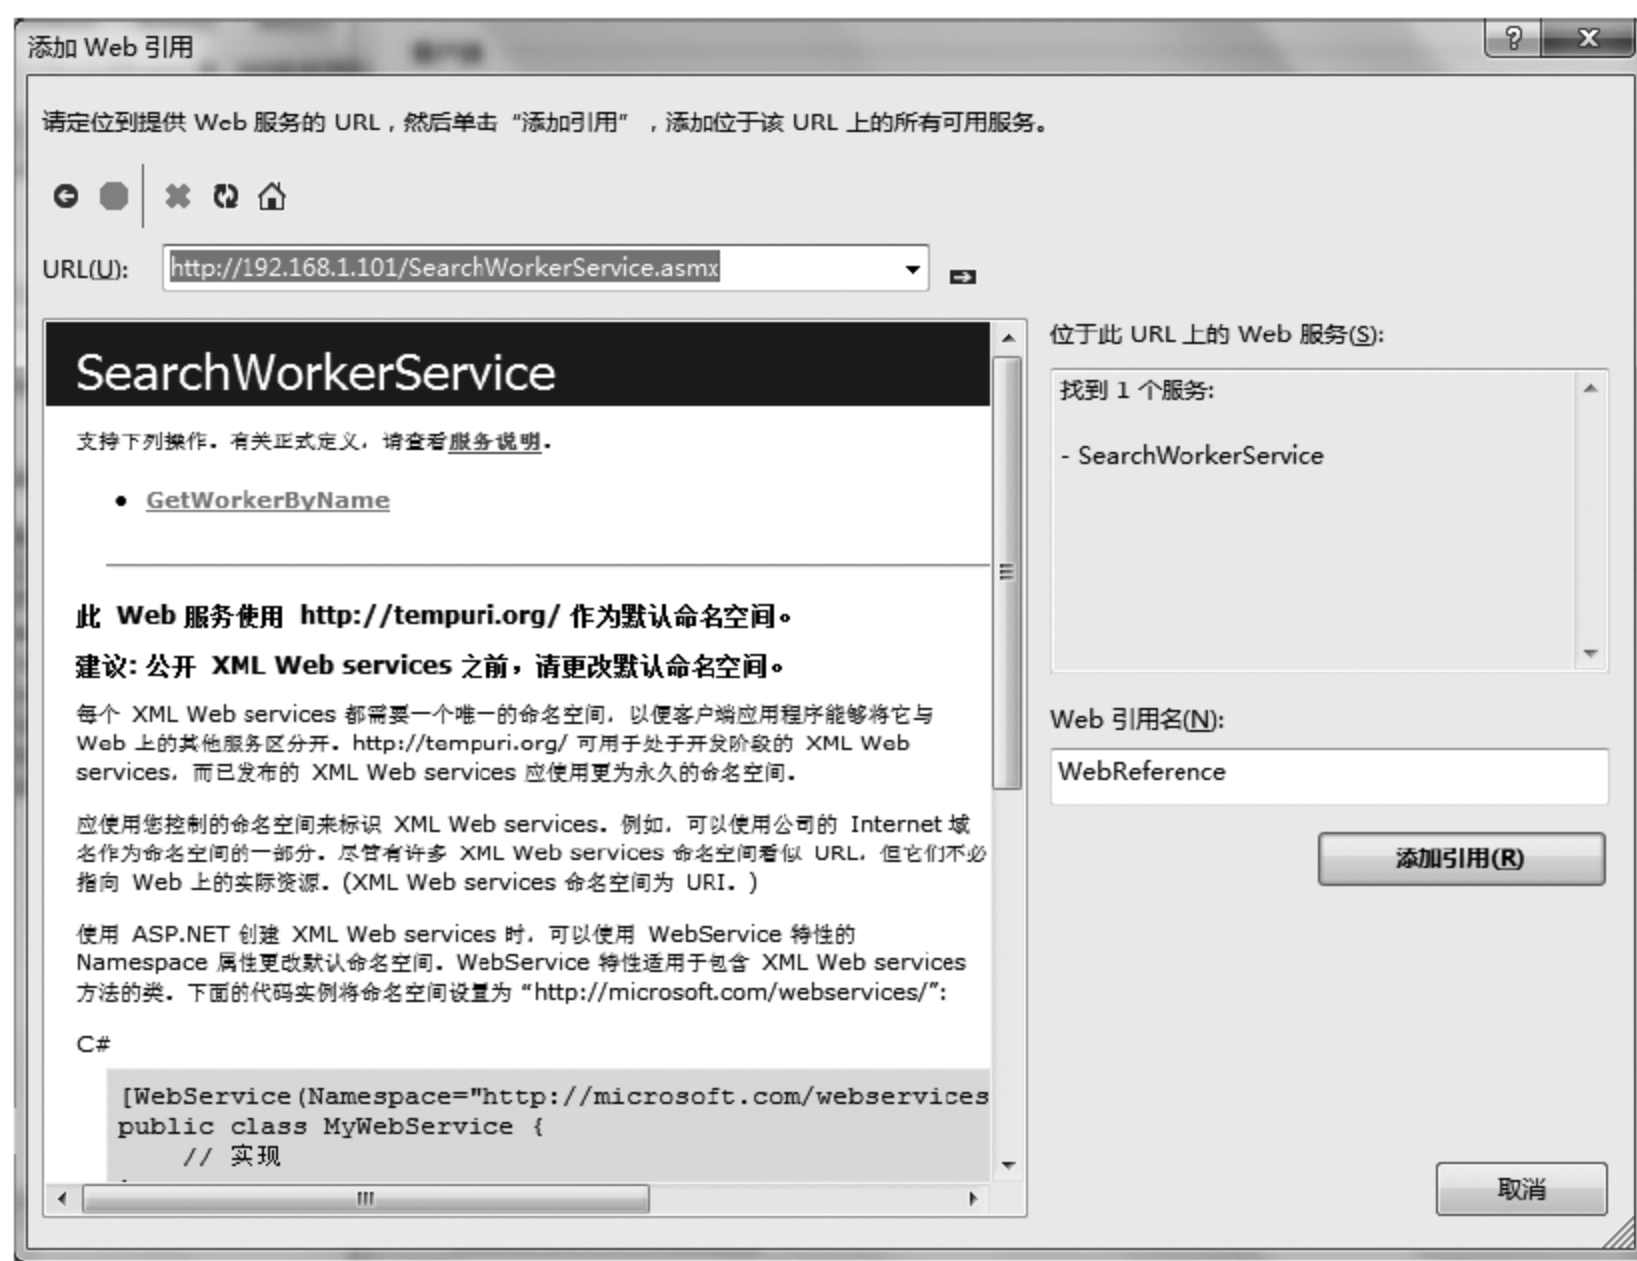 添加 Web 引用
请定位到提供 Web 服务的 URL，然后单击“添加引用”，添加位于该 URL 上的所有可用服务。
URL(U):
http://192.168.1.101/SearchWorkerService.asmx
SearchWorkerService
支持下列操作。有关正式定义，请查看服务说明。
• GetWorkerByName
此 Web 服务使用 http://tempuri.org/ 作为默认命名空间。
建议: 公开 XML Web services 之前，请更改默认命名空间。
每个 XML Web services 都需要一个唯一的命名空间，以便客户端应用程序能够将它与
Web 上的其他服务区分开。http://tempuri.org/ 可用于处于开发阶段的 XML Web
services，而已发布的 XML Web services 应使用更为永久的命名空间。
应使用您控制的命名空间来标识 XML Web services。例如，可以使用公司的 Internet 域
名作为命名空间的一部分。尽管有许多 XML Web services 命名空间看似 URL，但它们不必
指向 Web 上的实际资源。(XML Web services 命名空间为 URI。)
使用 ASP.NET 创建 XML Web services 时，可以使用 WebService 特性的
Namespace 属性更改默认命名空间。WebService 特性适用于包含 XML Web services
方法的类。下面的代码实例将命名空间设置为 “http://microsoft.com/webservices/”:
C#
[WebService(Namespace="http://microsoft.com/webservices
public class MyWebService {
// 实现
位于此 URL 上的 Web 服务(S):
找到 1 个服务:
- SearchWorkerService
Web 引用名(N):
WebReference
添加引用(R)
取消